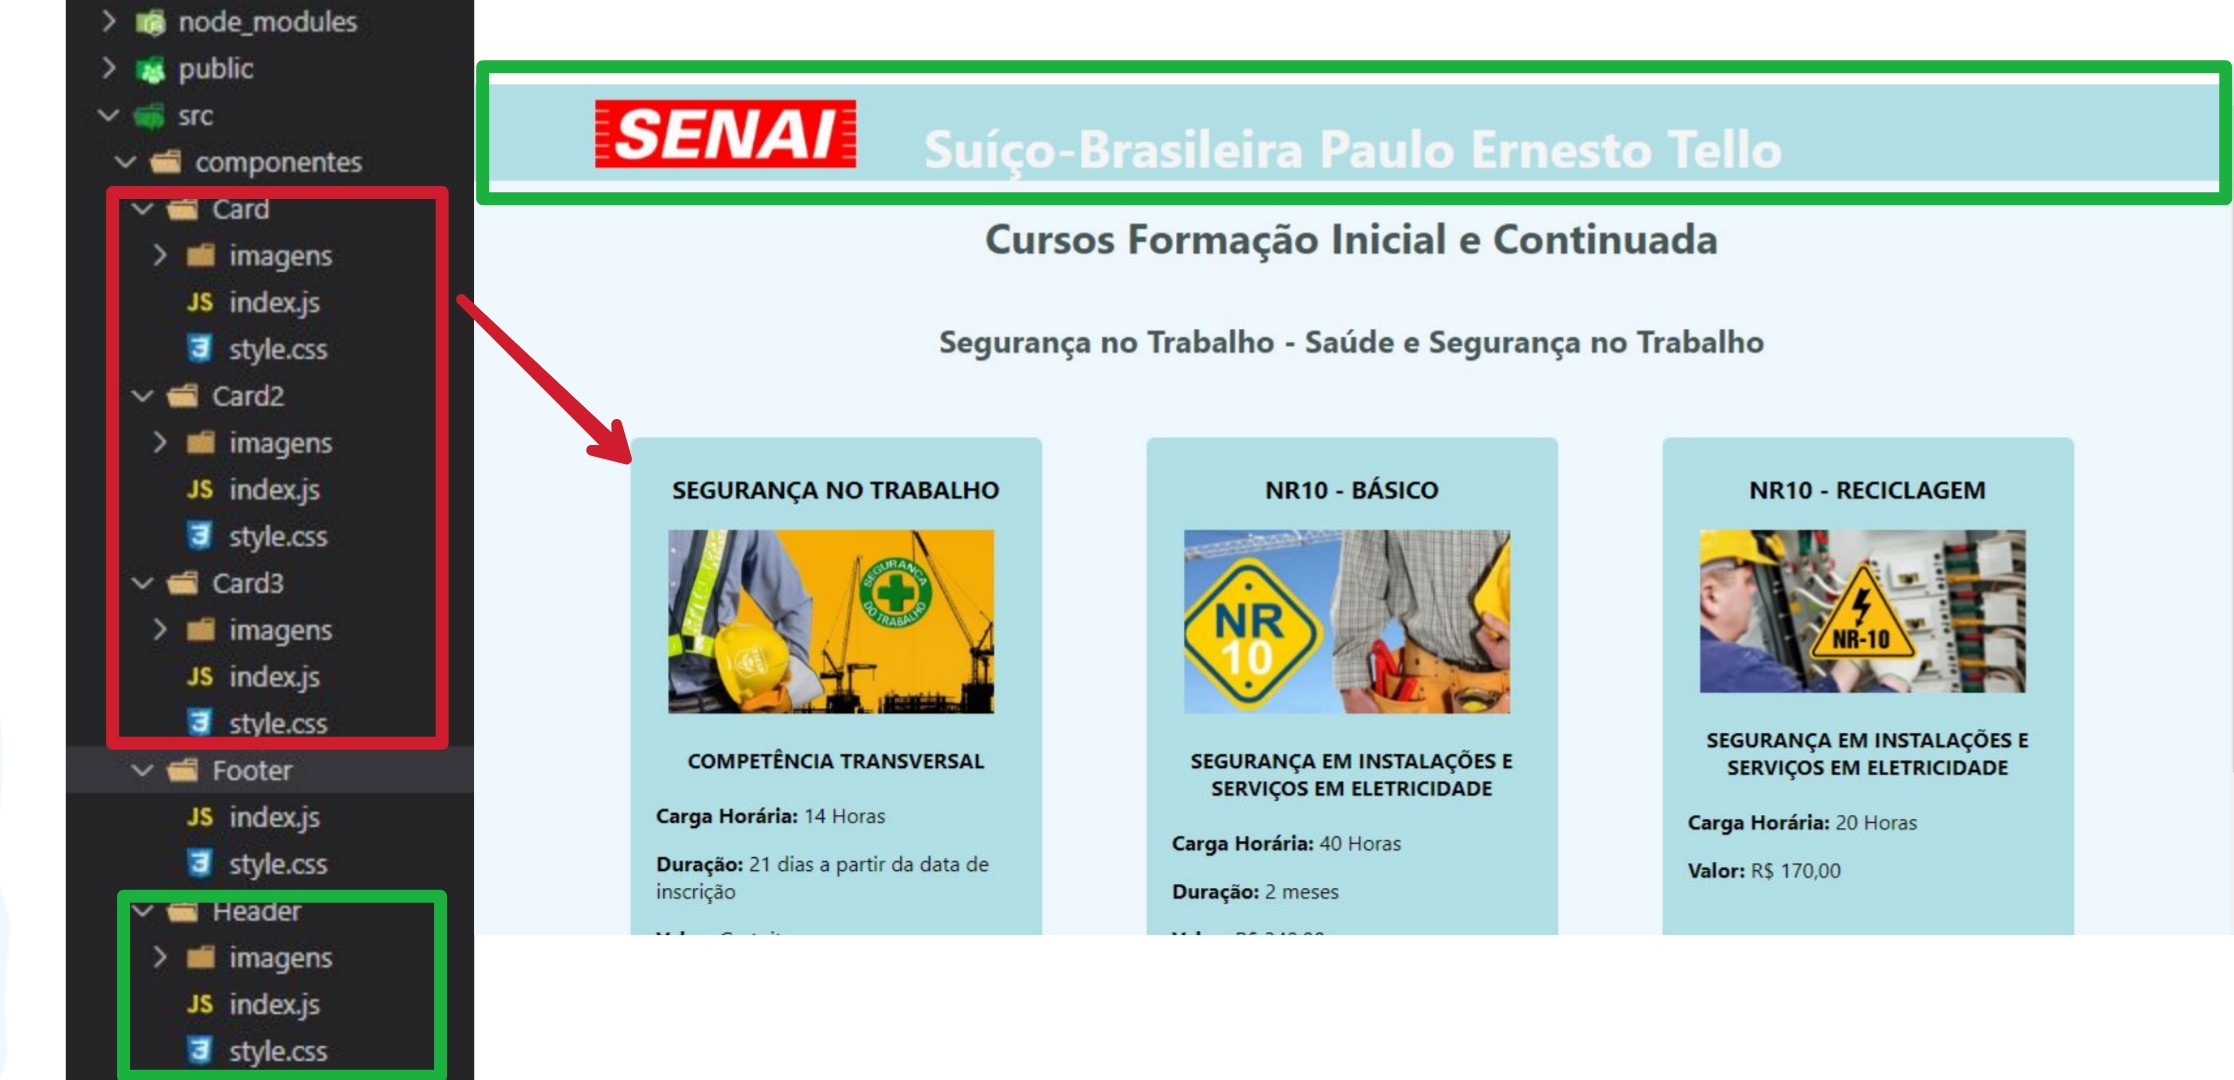 node_modules
public
src
componentes
Card
imagens
JS index.js
style.css
Card2
imagens
JS index.js
style.css
Card3
imagens
JS index.js
style.css
Footer
JS index.js
style.css
Header
imagens
JS index.js
style.css
SENAI
Suíço-Brasileira Paulo Ernesto Tello
Cursos Formação Inicial e Continuada
Segurança no Trabalho - Saúde e Segurança no Trabalho
SEGURANÇA NO TRABALHO
SEGURANÇA
DO TRABALHO
COMPETÊNCIA TRANSVERSAL
Carga Horária: 14 Horas
Duração: 21 dias a partir da data de
inscrição
NR10 - BÁSICO
NR
10
SEGURANÇA EM INSTALAÇÕES E
SERVIÇOS EM ELETRICIDADE
Carga Horária: 40 Horas
Duração: 2 meses
NR10 - RECICLAGEM
NR-10
SEGURANÇA EM INSTALAÇÕES E
SERVIÇOS EM ELETRICIDADE
Carga Horária: 20 Horas
Valor: R$ 170,00